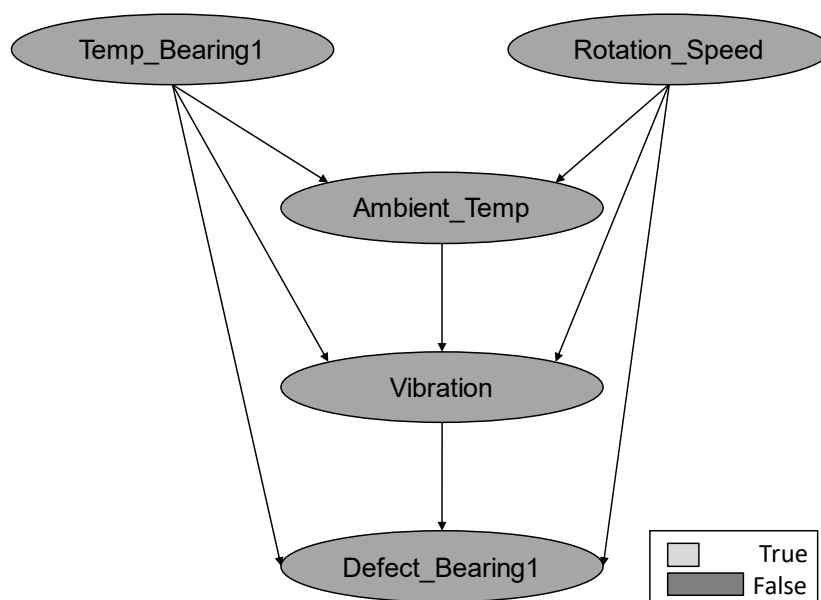 Temp_Bearing1
Rotation_Speed
Ambient_Temp
Vibration
Defect_Bearing1
True
False